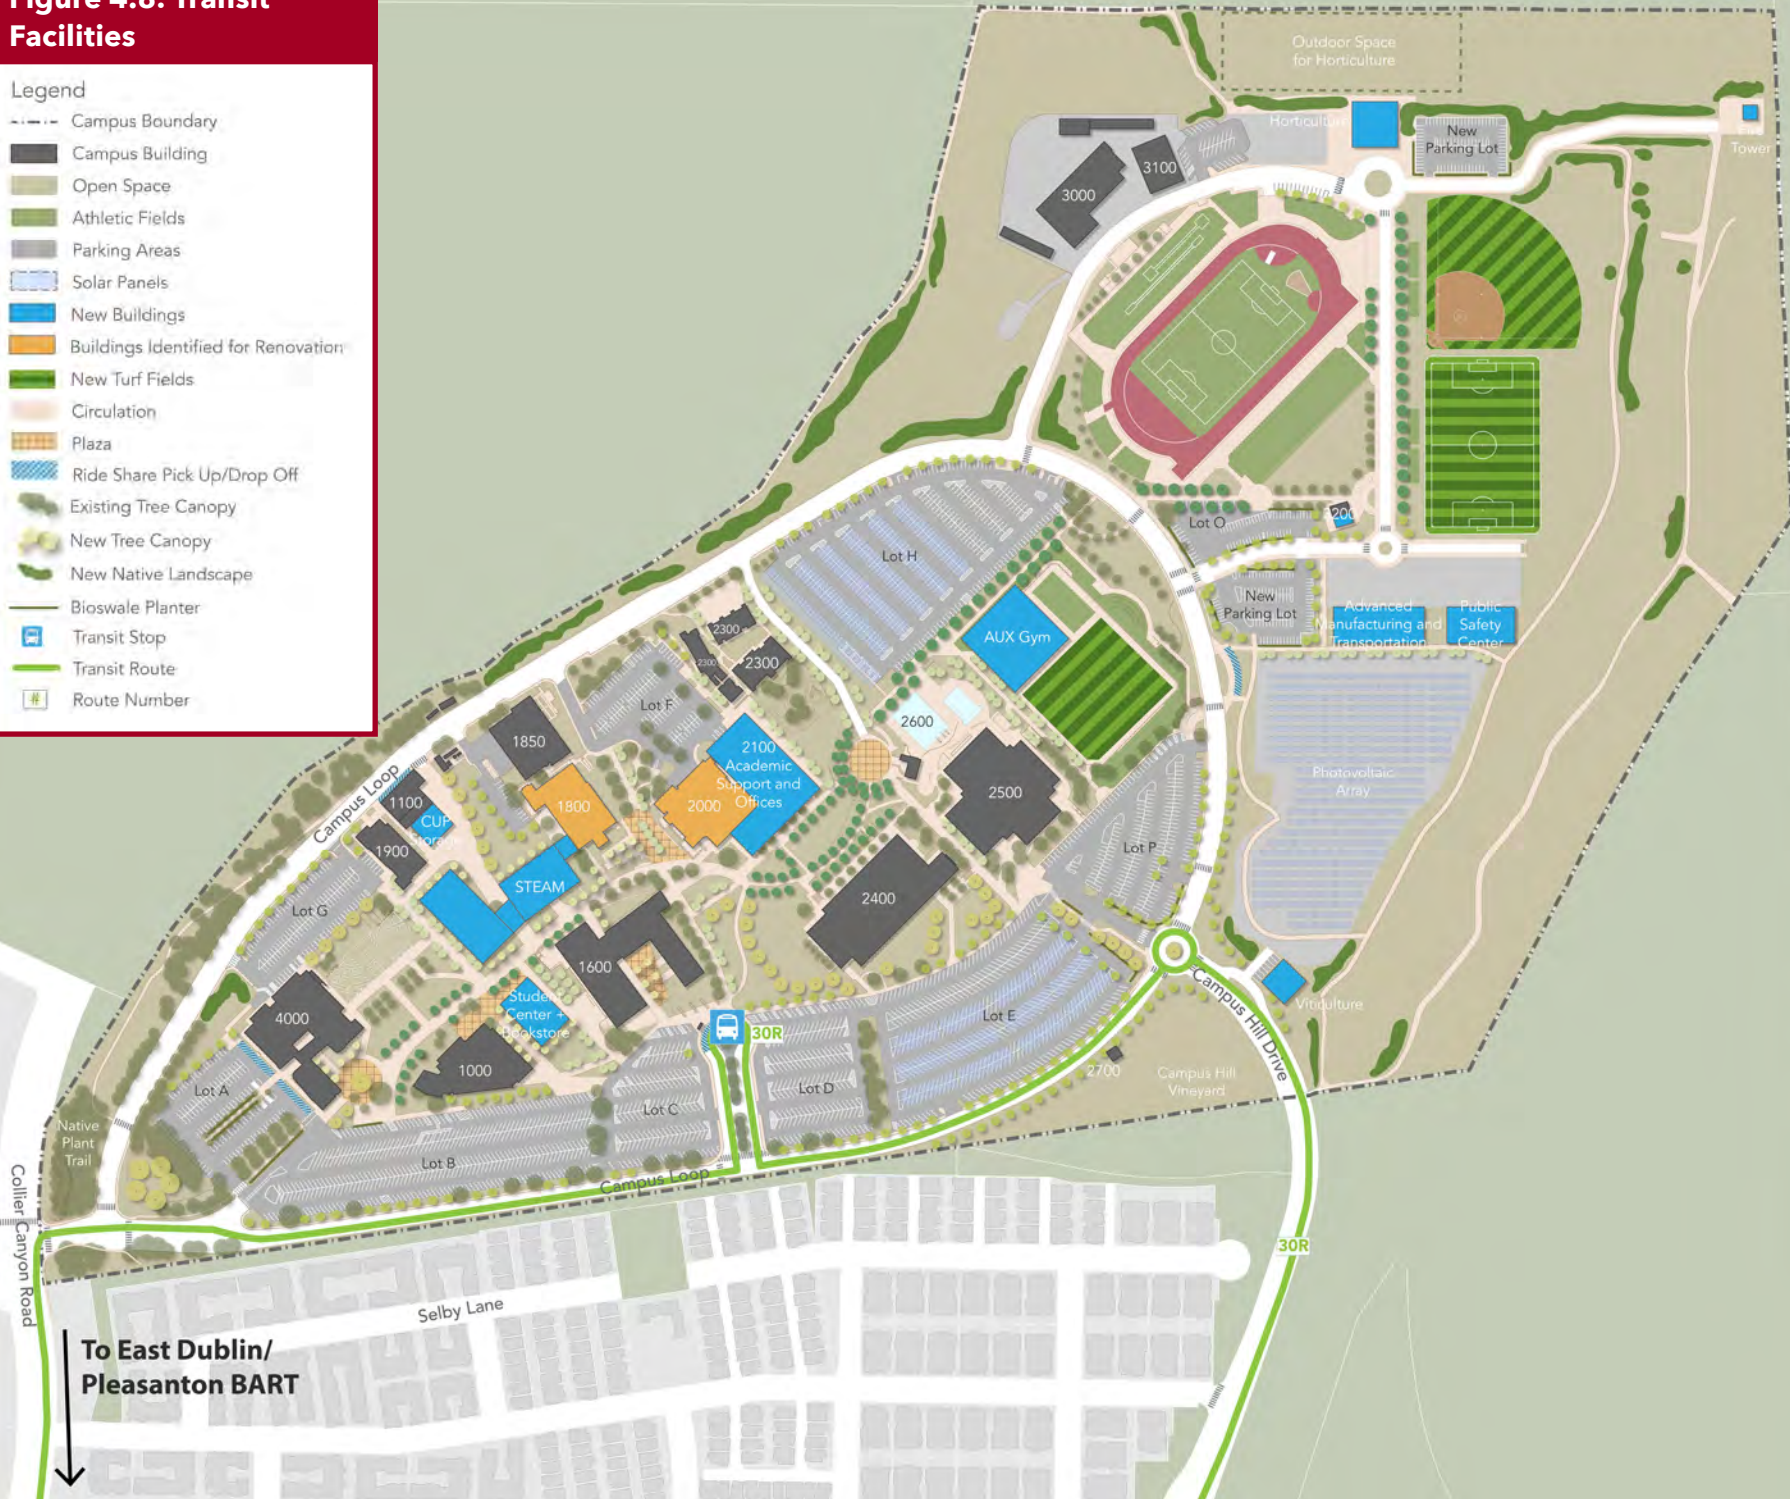 Figure 4.8: Transit
Facilities
Legend
Campus Boundary
Campus Building
Open Space
Athletic Fields
Parking Areas
Solar Panels
New Buildings
Buildings Identified for Renovation
New Turf Fields
Circulation
Plaza
Ride Share Pick Up/Drop Off
Existing Tree Canopy
New Tree Canopy
New Native Landscape
Bioswale Planter
Transit Stop
Transit Route
#
Route Number
Outdoor Space
for Horticulture
Horticulture
New
Parking Lot
Tower
3100
3000
Lot O
200
Lot H
New
Parking Lot
Advanced
Manufacturing and
Transportation
Public
Safety
Center
AUX Gym
2300
2300
2300
Lot F
2600
1850
2100
Academic
Support and
Offices
2000
1800
2500
Photovoltaic
Array
Campus Loop
1100
CUP
Storage
1900
Lot P
STEAM
2400
Lot G
1600
4000
Student
Center +
Bookstore
30R
Lot E
Campus Hill Drive
Viticulture
1000
2700
Campus Hill
Vineyard
Lot A
Lot D
Lot C
Native
Plant
Trail
Lot B
Campus Loop
Collier Canyon Road
30R
Selby Lane
To East Dublin/
Pleasanton BART